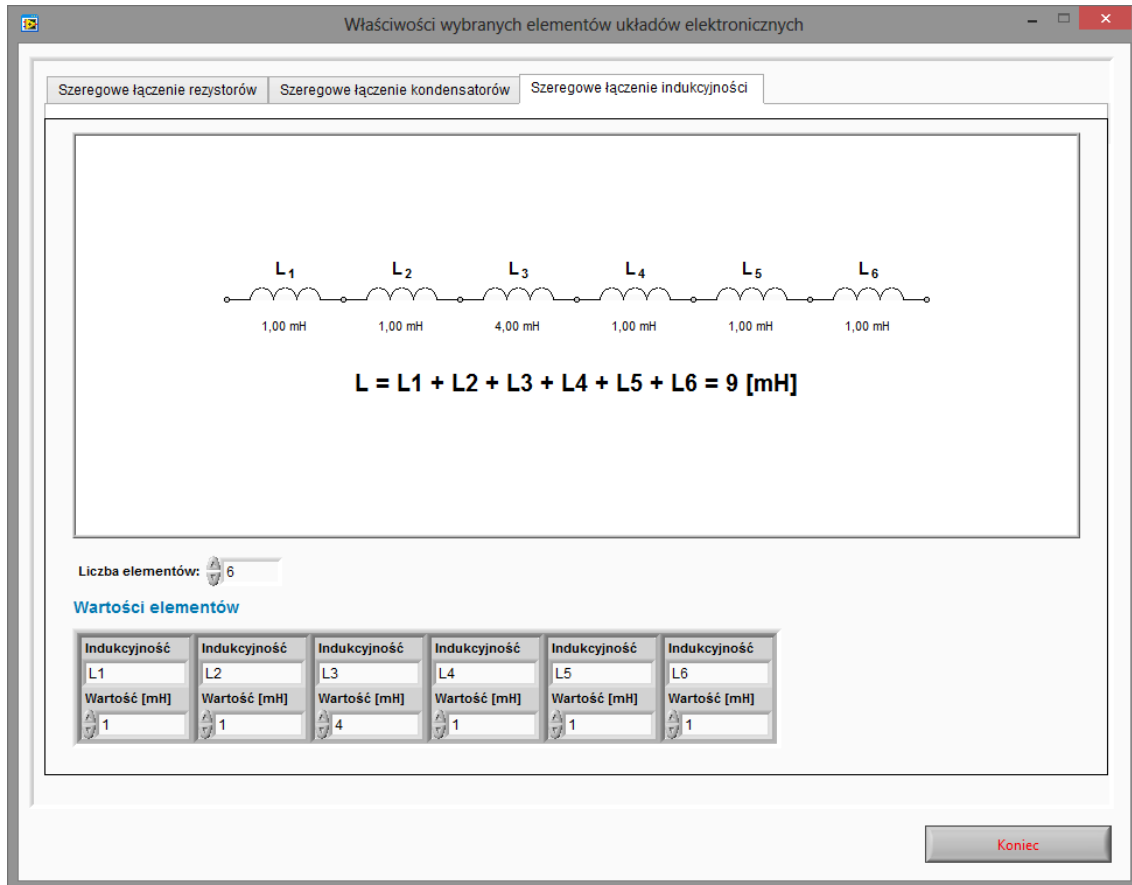 Właściwości wybranych elementów układów elektronicznych
Szeregowe łączenie rezystorów Szeregowe łączenie kondensatorów Szeregowe łączenie indukcyjności
L1 L2 L3 L4 L5 L6
1,00 mH 1,00 mH 4,00 mH 1,00 mH 1,00 mH 1,00 mH
L = L1 + L2 + L3 + L4 + L5 + L6 = 9 [mH]
Liczba elementów: 6
Wartości elementów
Indukcyjność Indukcyjność Indukcyjność Indukcyjność Indukcyjność Indukcyjność
L1 L2 L3 L4 L5 L6
Wartość [mH] Wartość [mH] Wartość [mH] Wartość [mH] Wartość [mH] Wartość [mH]
1 1 4 1 1 1
Koniec